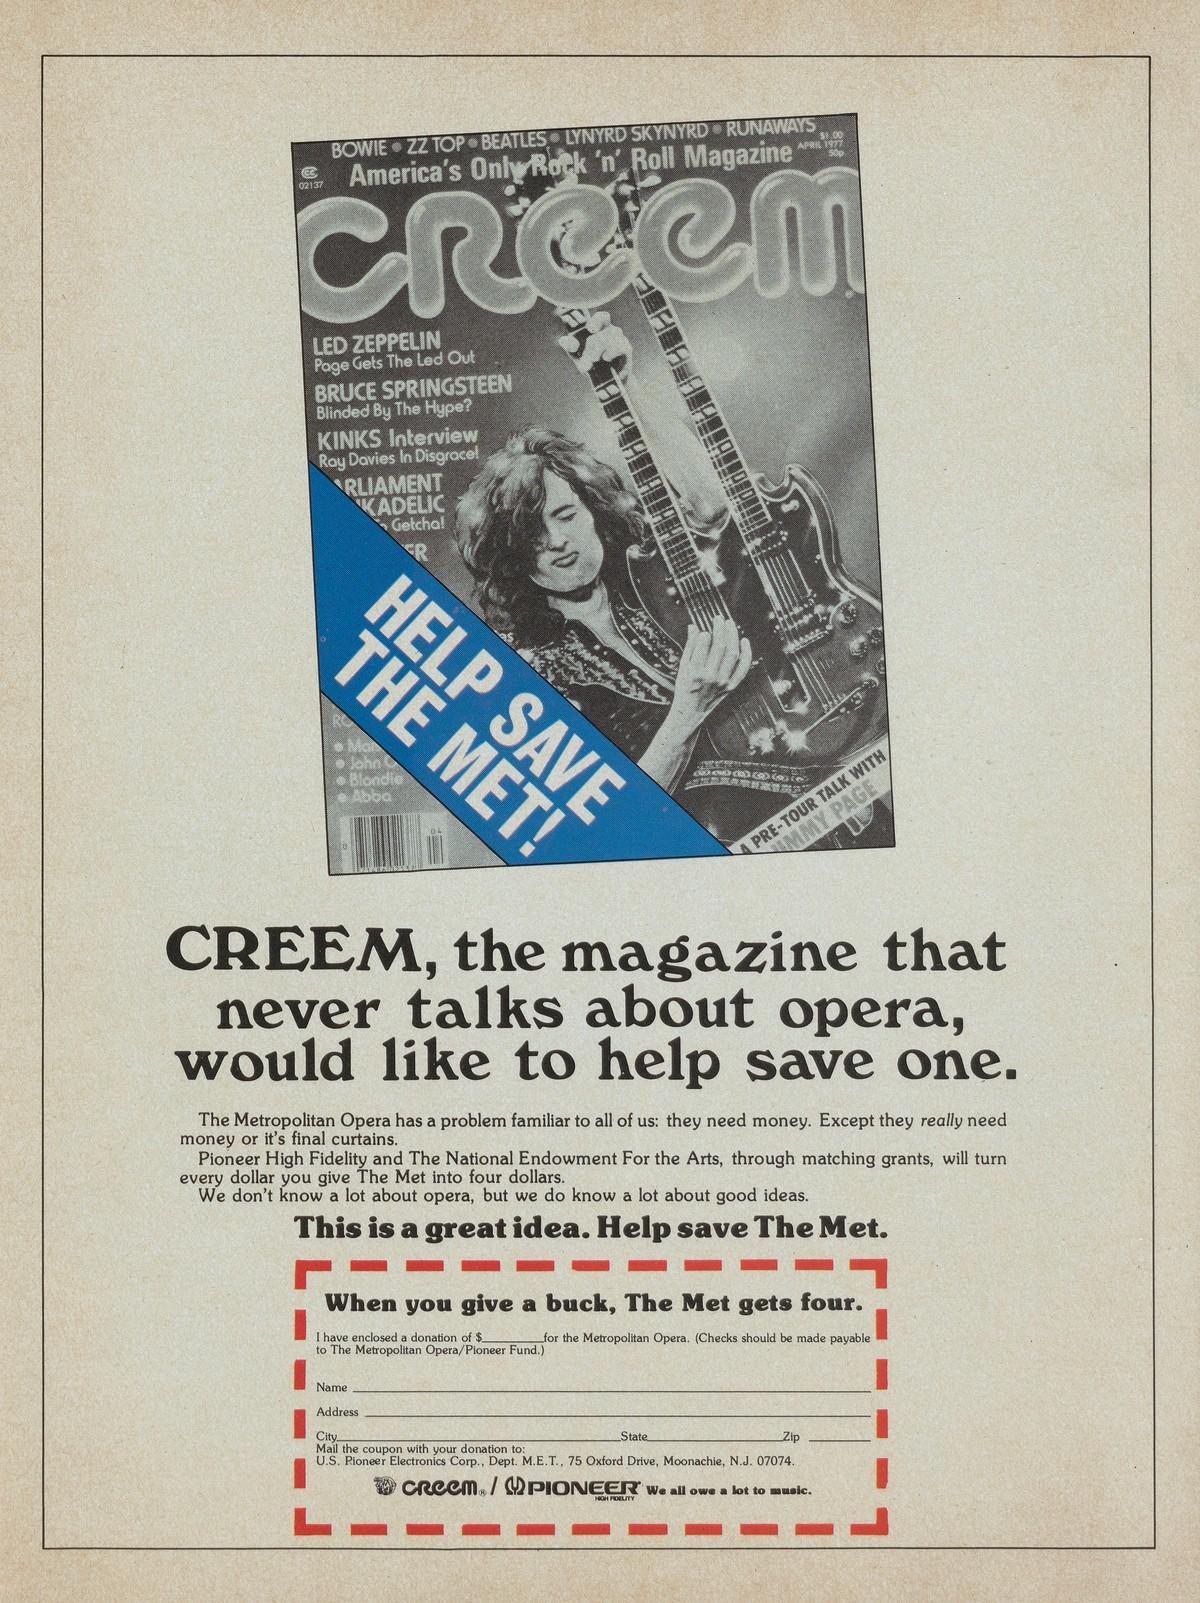 BOWIE • ZZ TOP • BEATLES • LYNYRD SKYNYRD • RUNAWAYS
America's Only Rock 'n' Roll Magazine
$1.00
APRIL 1977
50p
02137
CREEM
LED ZEPPELIN
Page Gets The Led Out
BRUCE SPRINGSTEEN
Blinded By The Hype?
KINKS Interview
Ray Davies In Disgrace!
ARLIAMENT
KADELIC
Getcha!
ER
HELP SAVE
THE MET!
• John C
• Blondie
• Abba
04
A PRE-TOUR TALK WITH
JIMMY PAGE
CREEM, the magazine that
never talks about opera,
would like to help save one.
The Metropolitan Opera has a problem familiar to all of us: they need money. Except they really need
money or it's final curtains.
Pioneer High Fidelity and The National Endowment For the Arts, through matching grants, will turn
every dollar you give The Met into four dollars.
We don't know a lot about opera, but we do know a lot about good ideas.
This is a great idea. Help save The Met.
When you give a buck, The Met gets four.
I have enclosed a donation of $________for the Metropolitan Opera. (Checks should be made payable
to The Metropolitan Opera/Pioneer Fund.)
Name
Address
City State Zip
Mail the coupon with your donation to:
U.S. Pioneer Electronics Corp., Dept. M.E.T., 75 Oxford Drive, Moonachie, N.J. 07074.
CREEM® / PIONEER® We all owe a lot to music.
HIGH FIDELITY